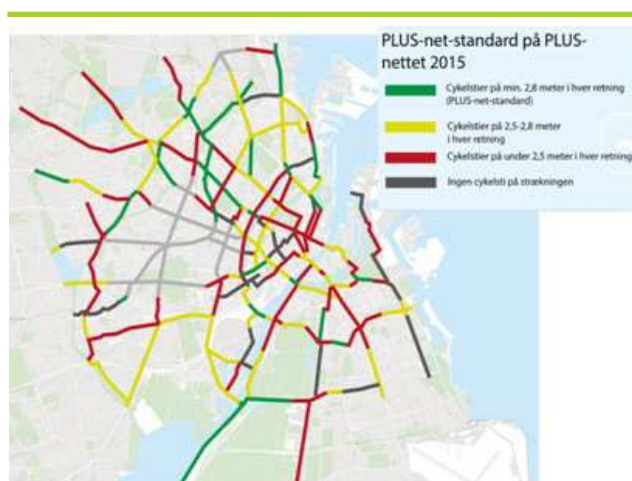 PLUS-net-standard på PLUS-
nettet 2015
Cykelstier på min. 2,8 meter i hver retning
(PLUS-net-standard)
Cykelstier på 2,5-2,8 meter
i hver retning
Cykelstier på under 2,5 meter i hver retning
Ingen cykelsti på strækningen